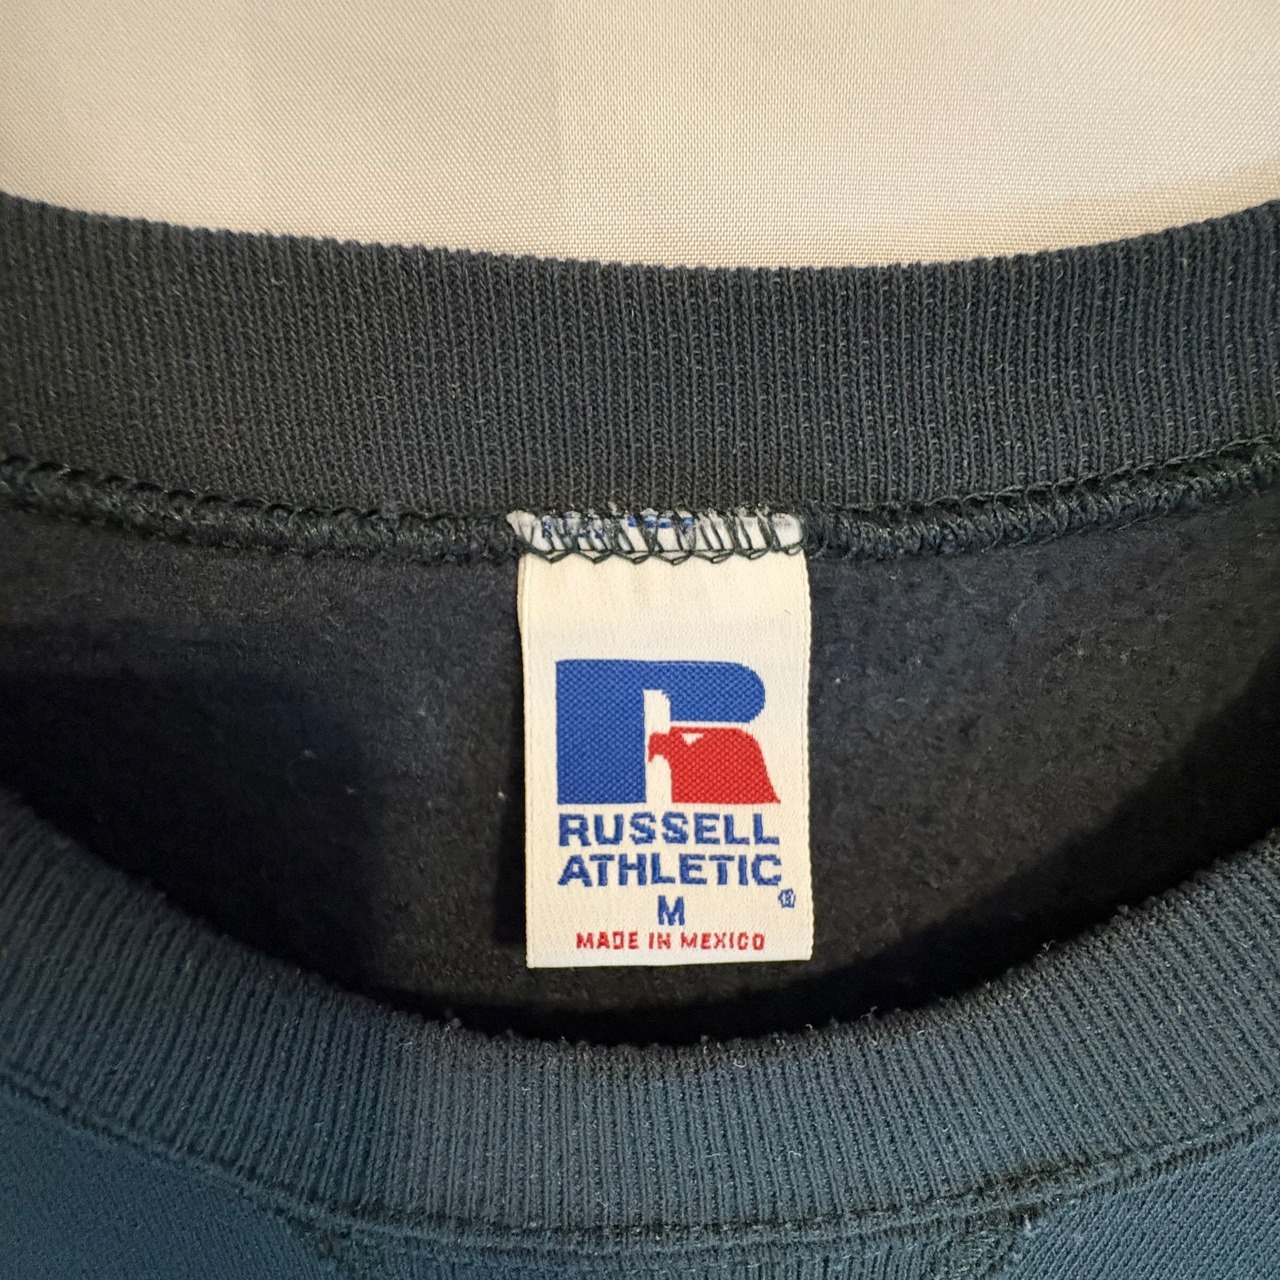 R
RUSSELL
ATHLETIC®
M
MADE IN MEXICO